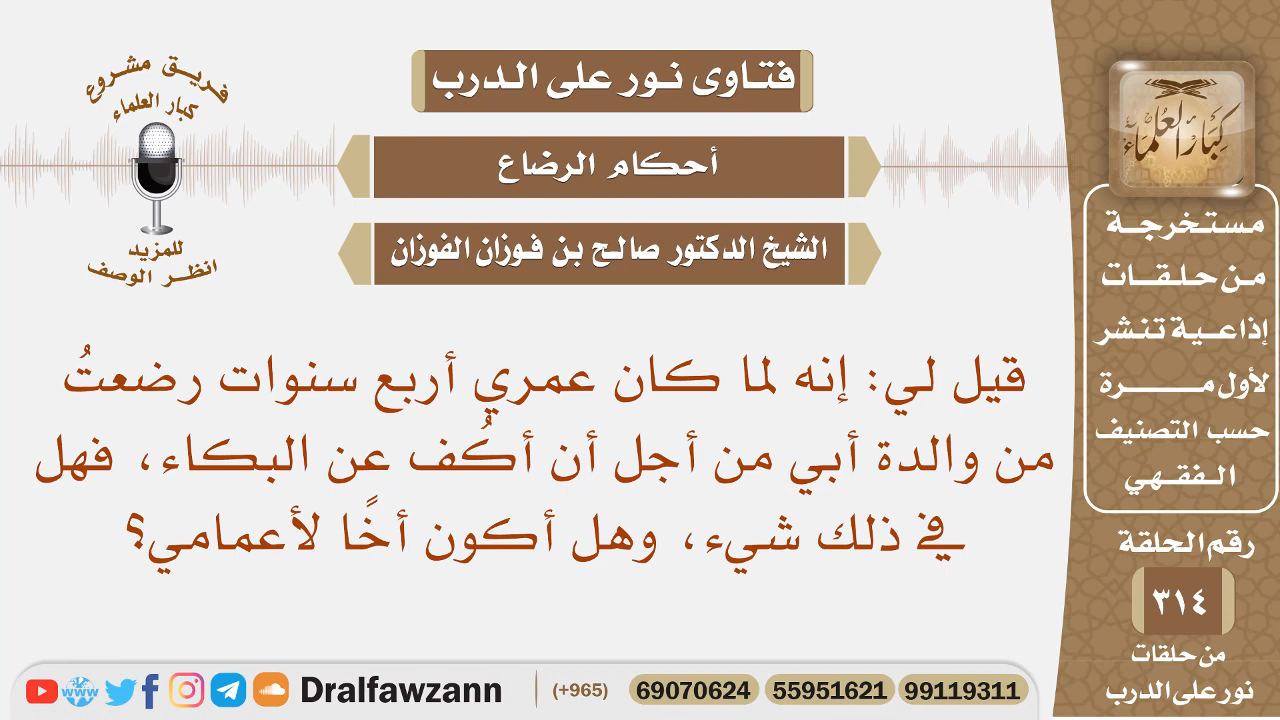 فريق مشروع
كبار العلماء
للمزيد
انظر الوصف
فتاوى نور على الدرب
أحكام الرضاع
الشيخ الدكتور صالح بن فوزان الفوزان
قيل لي: إنه لما كان عمري أربع سنوات رضعتُ
من والدة أبي من أجل أن أكُف عن البكاء، فهل
في ذلك شيء، وهل أكون أخًا لأعمامي؟
كبار العلماء
مستخرجة
من حلقات
إذاعية تنشر
لأول مرة
حسب التصنيف
الفقهي
رقم الحلقة
٣١٤
من حلقات
نور على الدرب
www
Dralfawzann
(+965) 69070624 55951621 99119311